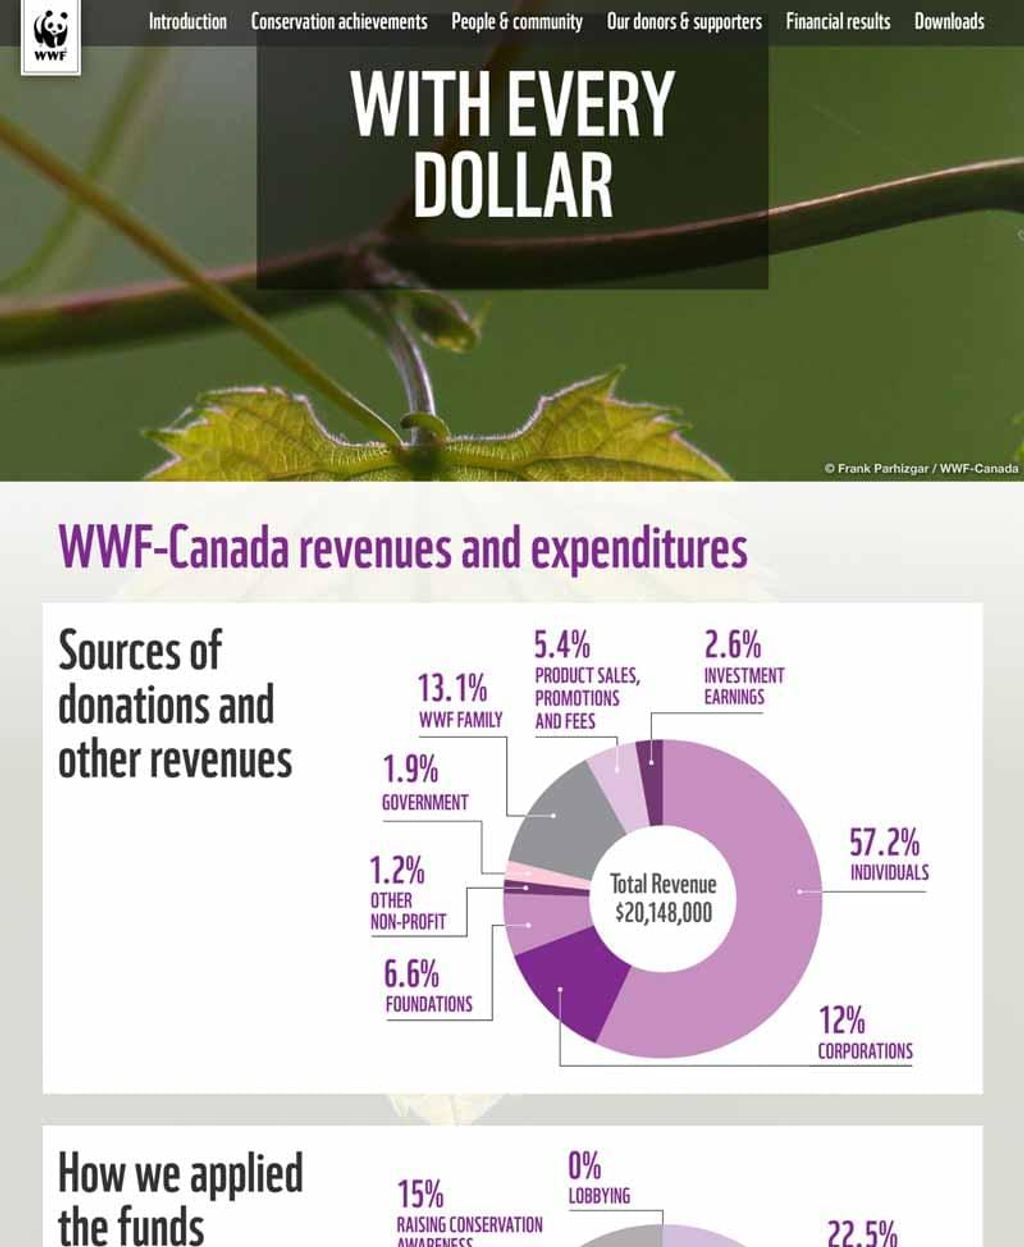 WWF
Introduction
Conservation achievements
People & community
Our donors & supporters
Financial results
Downloads
WITH EVERY
DOLLAR
© Frank Parhizgar / WWF-Canada
WWF-Canada revenues and expenditures
Sources of
donations and
other revenues
5.4%
PRODUCT SALES,
PROMOTIONS
AND FEES
2.6%
INVESTMENT
EARNINGS
13.1%
WWF FAMILY
1.9%
GOVERNMENT
1.2%
OTHER
NON-PROFIT
6.6%
FOUNDATIONS
Total Revenue
$20,148,000
57.2%
INDIVIDUALS
12%
CORPORATIONS
How we applied
the funds
0%
LOBBYING
15%
RAISING CONSERVATION
AWARENESS
22.5%